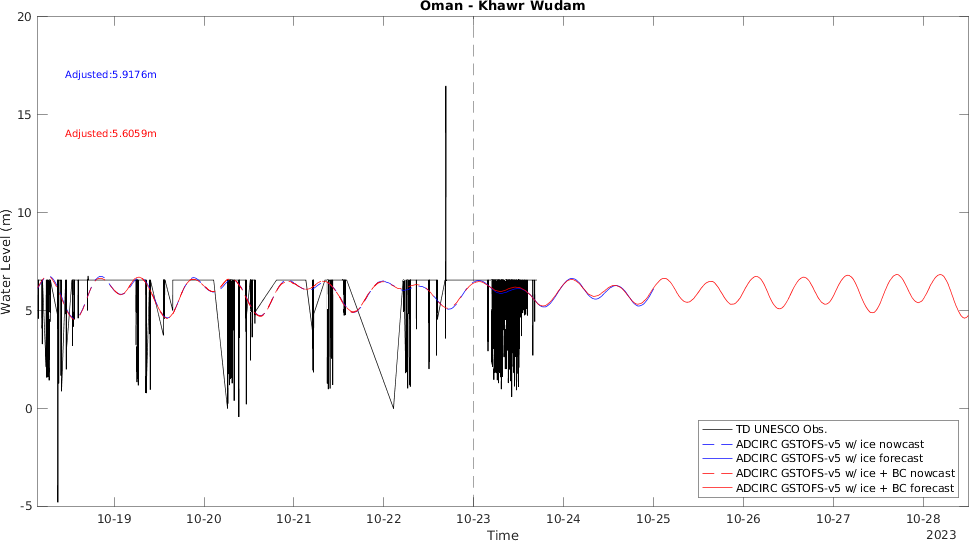 Oman - Khawr Wudam
20
15
10
5
0
-5
Water Level (m)
Adjusted:5.9176m
Adjusted:5.6059m
TD UNESCO Obs.
ADCIRC GSTOFS-v5 w/ ice nowcast
ADCIRC GSTOFS-v5 w/ ice forecast
ADCIRC GSTOFS-v5 w/ ice + BC nowcast
ADCIRC GSTOFS-v5 w/ ice + BC forecast
10-19 10-20 10-21 10-22 10-23 10-24 10-25 10-26 10-27 10-28
Time
2023